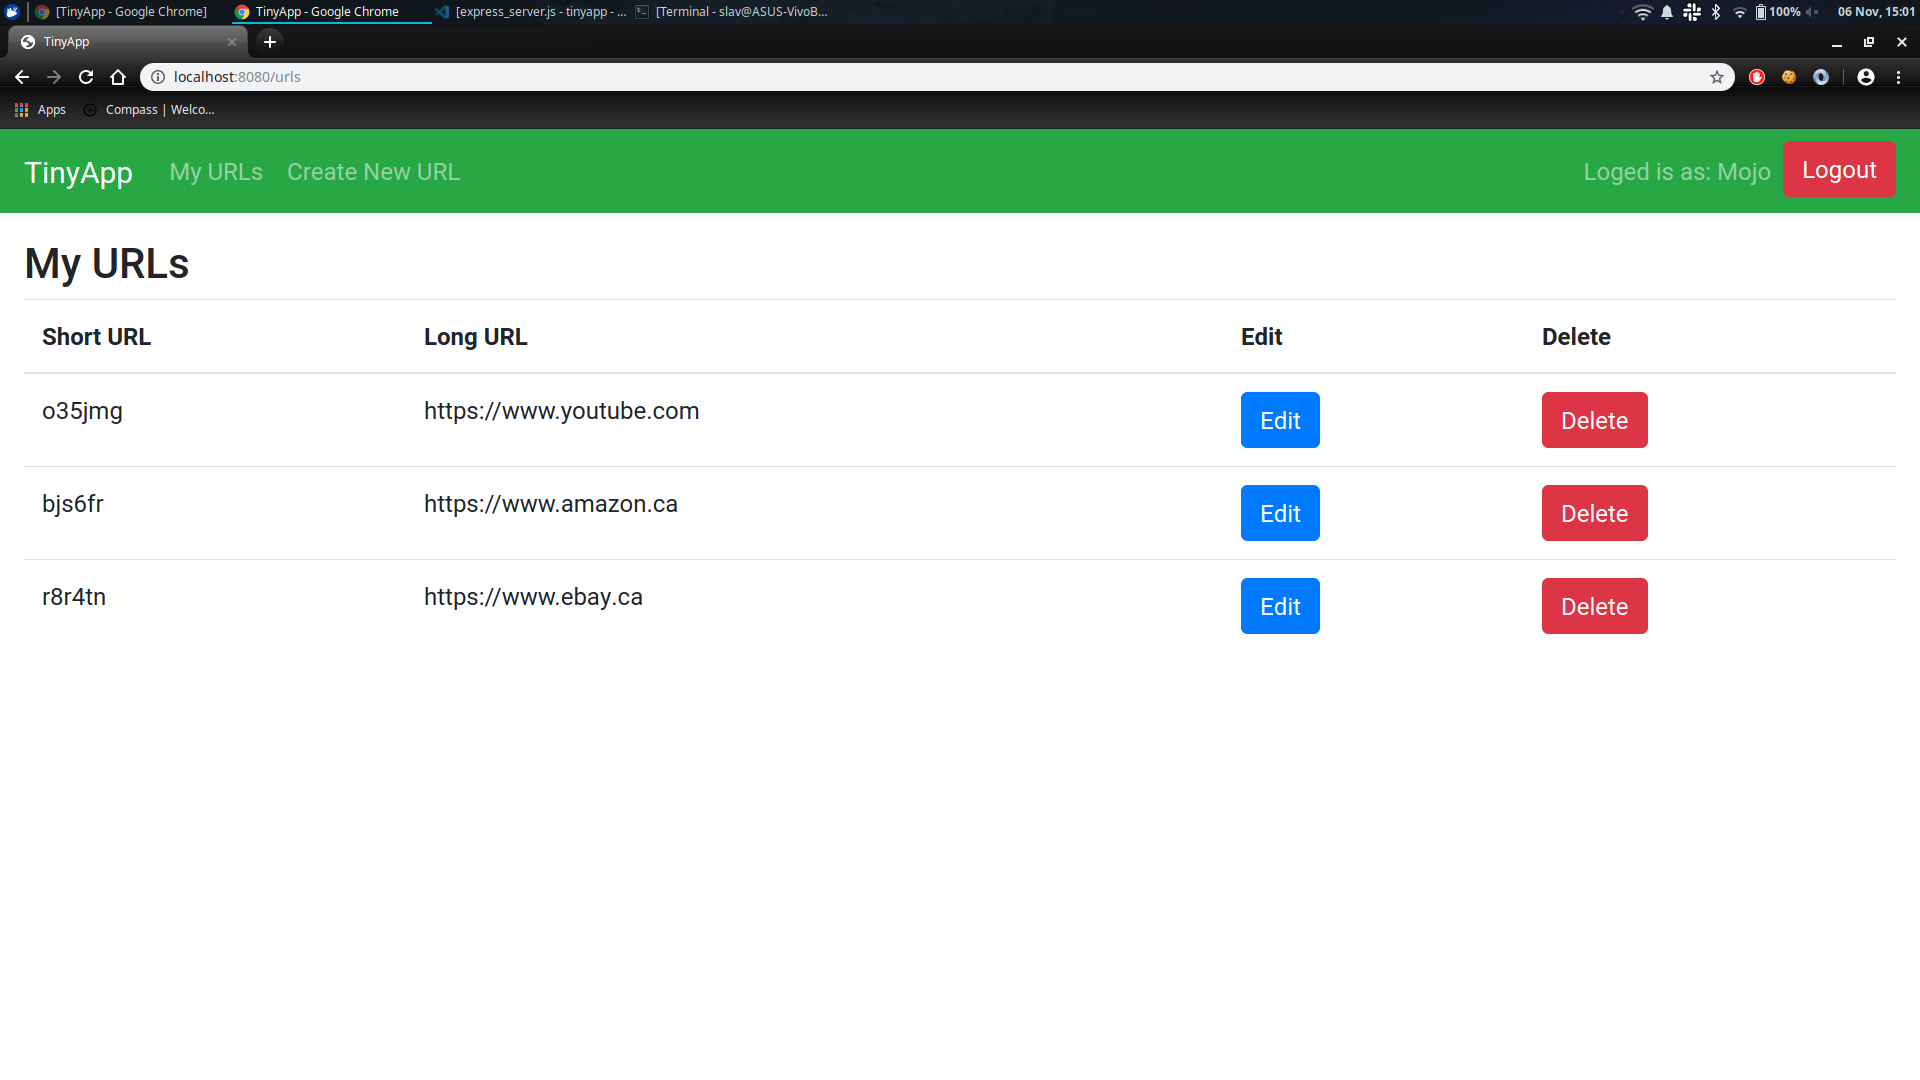 [TinyApp - Google Chrome] TinyApp - Google Chrome [express_server.js - tinyapp - ... [Terminal - slav@ASUS-VivoB... 100% 06 Nov, 15:01
TinyApp
localhost:8080/urls
Apps Compass | Welco...
TinyApp My URLs Create New URL Loged is as: Mojo Logout
My URLs
Short URL Long URL Edit Delete
o35jmg https://www.youtube.com Edit Delete
bjs6fr https://www.amazon.ca Edit Delete
r8r4tn https://www.ebay.ca Edit Delete